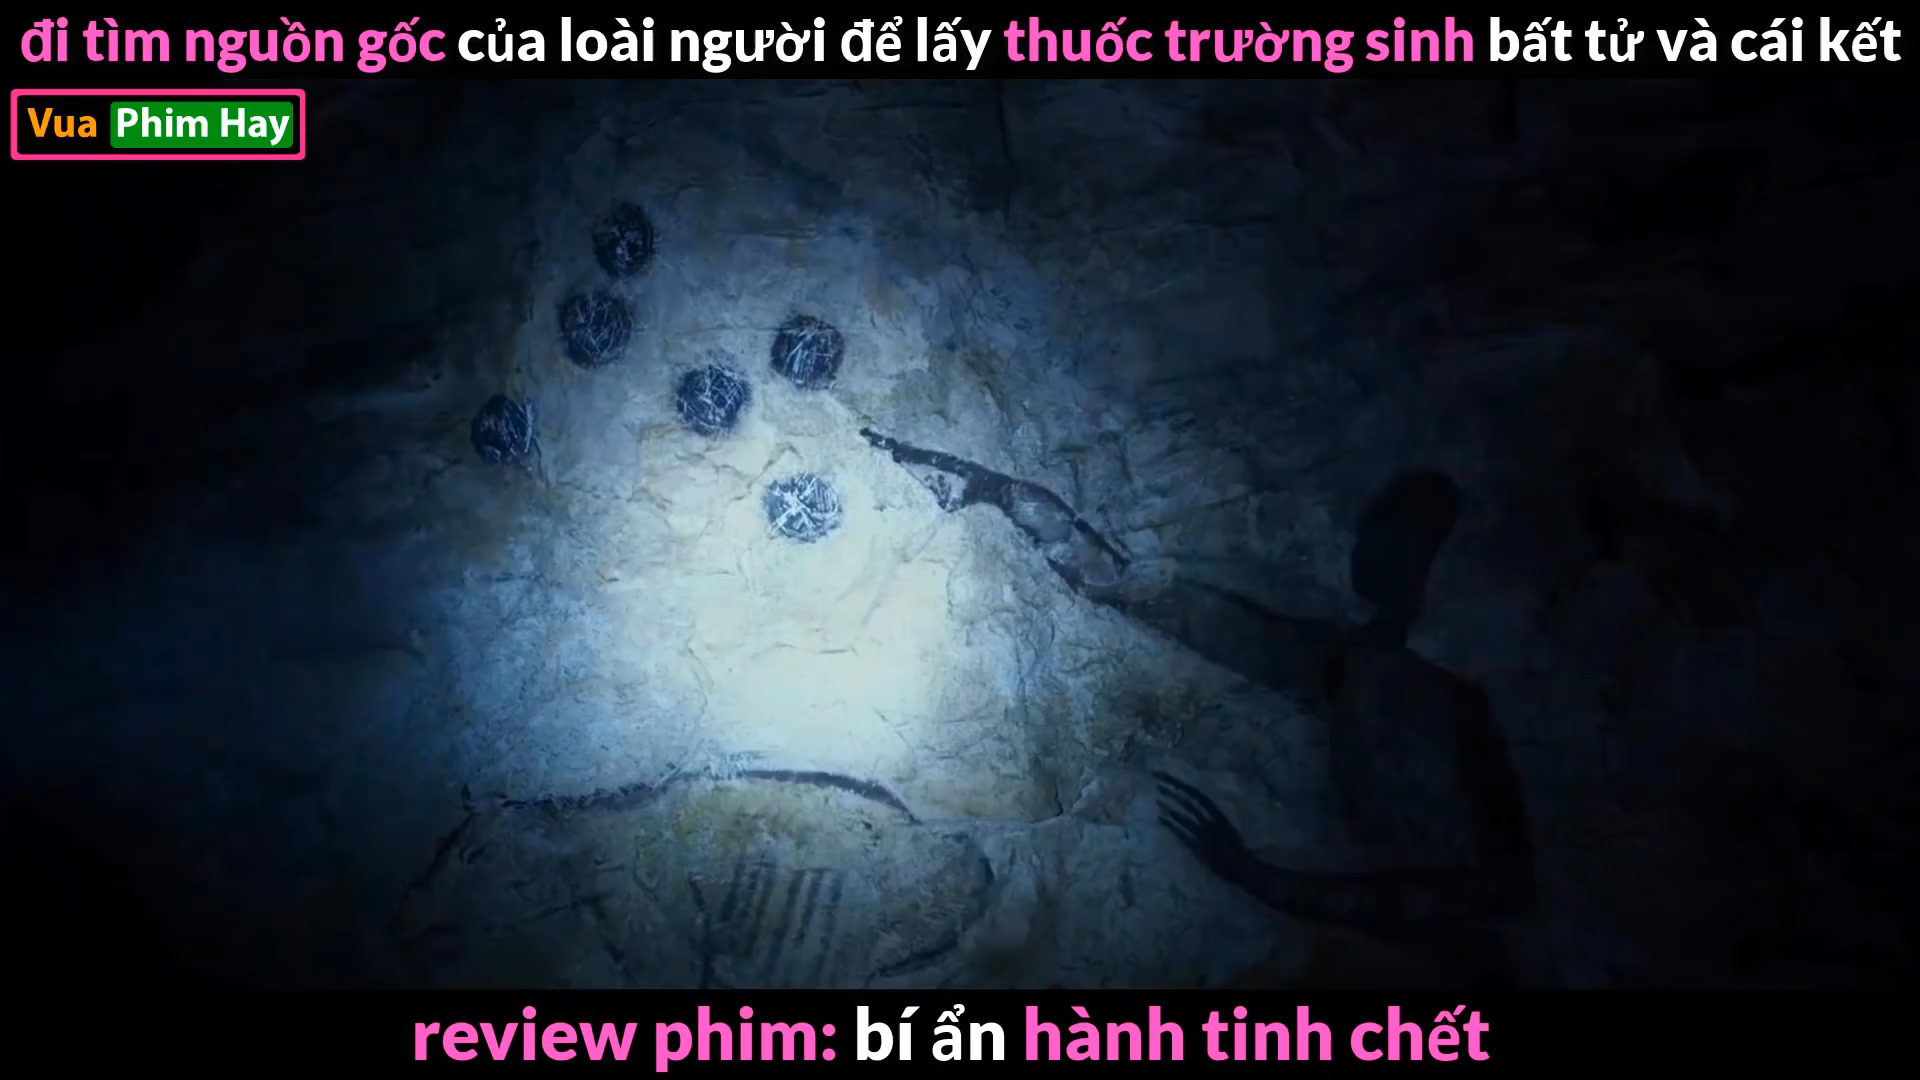 đi tìm nguồn gốc của loài người để lấy thuốc trường sinh bất tử và cái kết
Vua Phim Hay
review phim: bí ẩn hành tinh chết